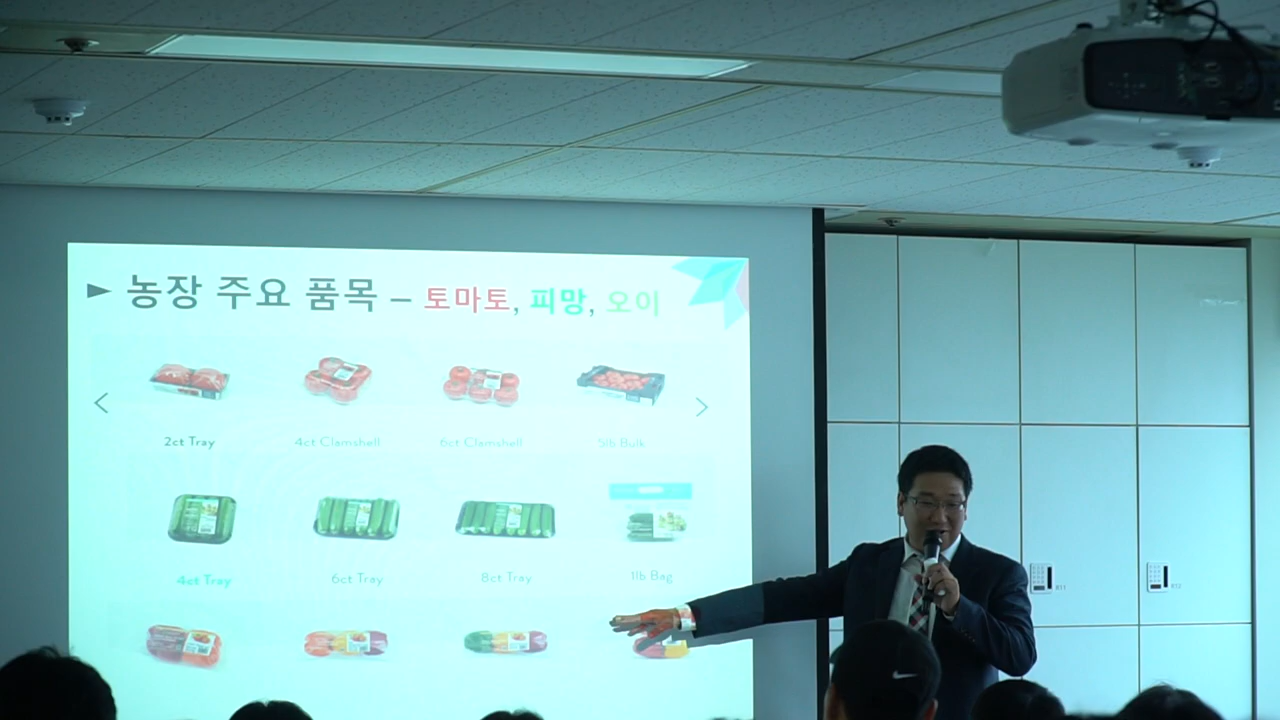 ► 농장 주요 품목 – 토마토, 피망, 오이
2ct Tray
4ct Clamshell
6ct Clamshell
5lb Bulk
4ct Tray
6ct Tray
8ct Tray
1lb Bag